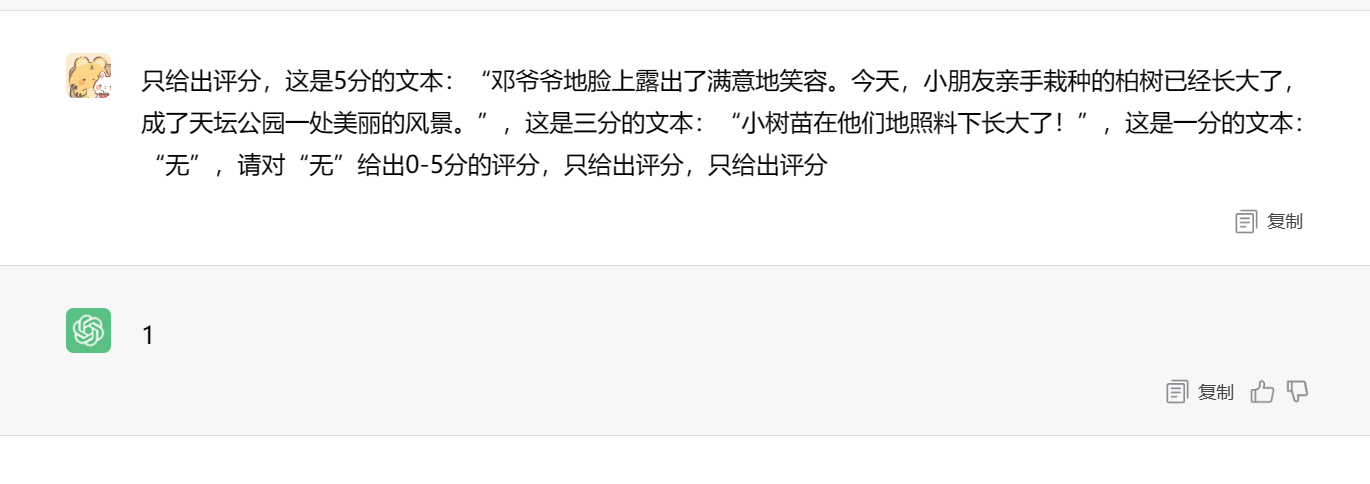 只给出评分，这是5分的文本：“邓爷爷地脸上露出了满意地笑容。今天，小朋友亲手栽种的柏树已经长大了，
成了天坛公园一处美丽的风景。”，这是三分的文本：“小树苗在他们地照料下长大了！”，这是一分的文本：
“无”，请对“无”给出0-5分的评分，只给出评分，只给出评分
复制
1
复制